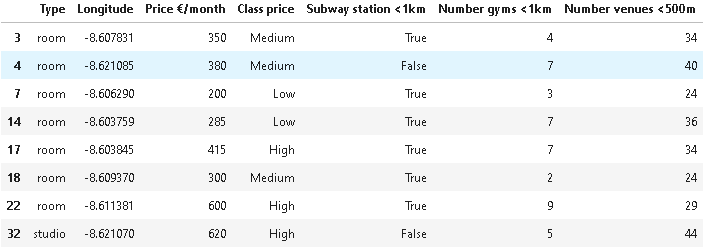 Type Longitude Price €/month Class price Subway station <1km Number gyms <1km Number venues <500m
3 room -8.607831 350 Medium True 4 34
4 room -8.621085 380 Medium False 7 40
7 room -8.606290 200 Low True 3 24
14 room -8.603759 285 Low True 7 36
17 room -8.603845 415 High True 7 34
18 room -8.609370 300 Medium True 2 24
22 room -8.611381 600 High True 9 29
32 studio -8.621070 620 High False 5 44